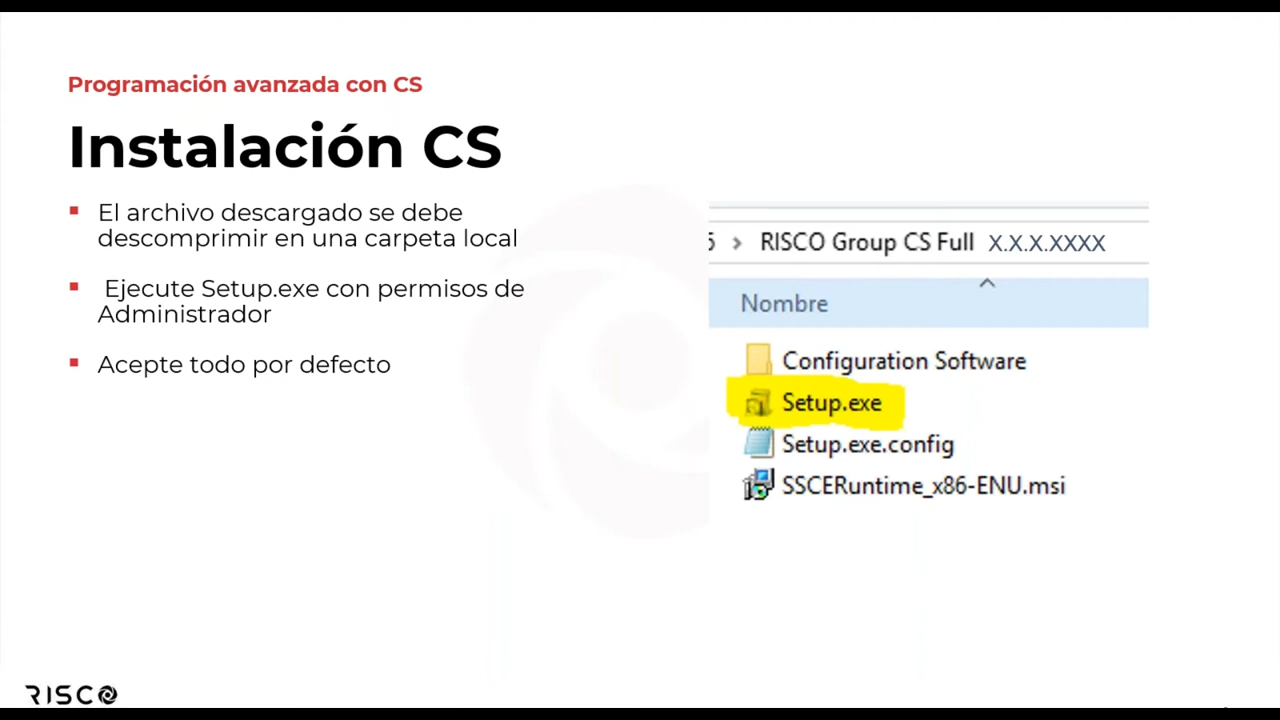 Programación avanzada con CS
Instalación CS
▪ El archivo descargado se debe
descomprimir en una carpeta local
▪ Ejecute Setup.exe con permisos de
Administrador
▪ Acepte todo por defecto
RISCO Group CS Full X.X.X.XXXX
Nombre
Configuration Software
Setup.exe
Setup.exe.config
SSCERuntime_x86-ENU.msi
RISCO